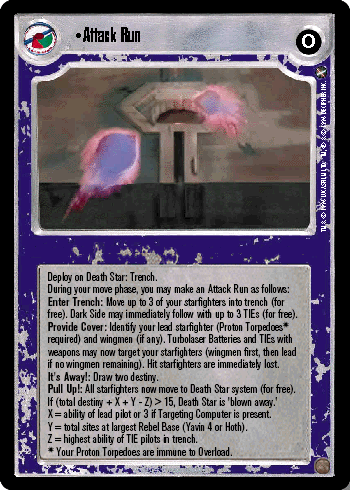 •Attack Run
O
Deploy on Death Star: Trench.
During your move phase, you may make an Attack Run as follows:
Enter Trench: Move up to 3 of your starfighters into trench (for
free). Dark Side may immediately follow with up to 3 TIEs (for free).
Provide Cover: Identify your lead starfighter (Proton Torpedoes*
required) and wingmen (if any). Turbolaser Batteries and TIEs with
weapons may now target your starfighters (wingmen first, then lead
if no wingmen remaining). Hit starfighters are immediately lost.
It's Away!: Draw two destiny.
Pull Up!: All starfighters now move to Death Star system (for free).
If (total destiny + X + Y - Z) > 15, Death Star is 'blown away.'
X = ability of lead pilot or 3 if Targeting Computer is present.
Y = total sites at largest Rebel Base (Yavin 4 or Hoth).
Z = highest ability of TIE pilots in trench.
* Your Proton Torpedoes are immune to Overload.